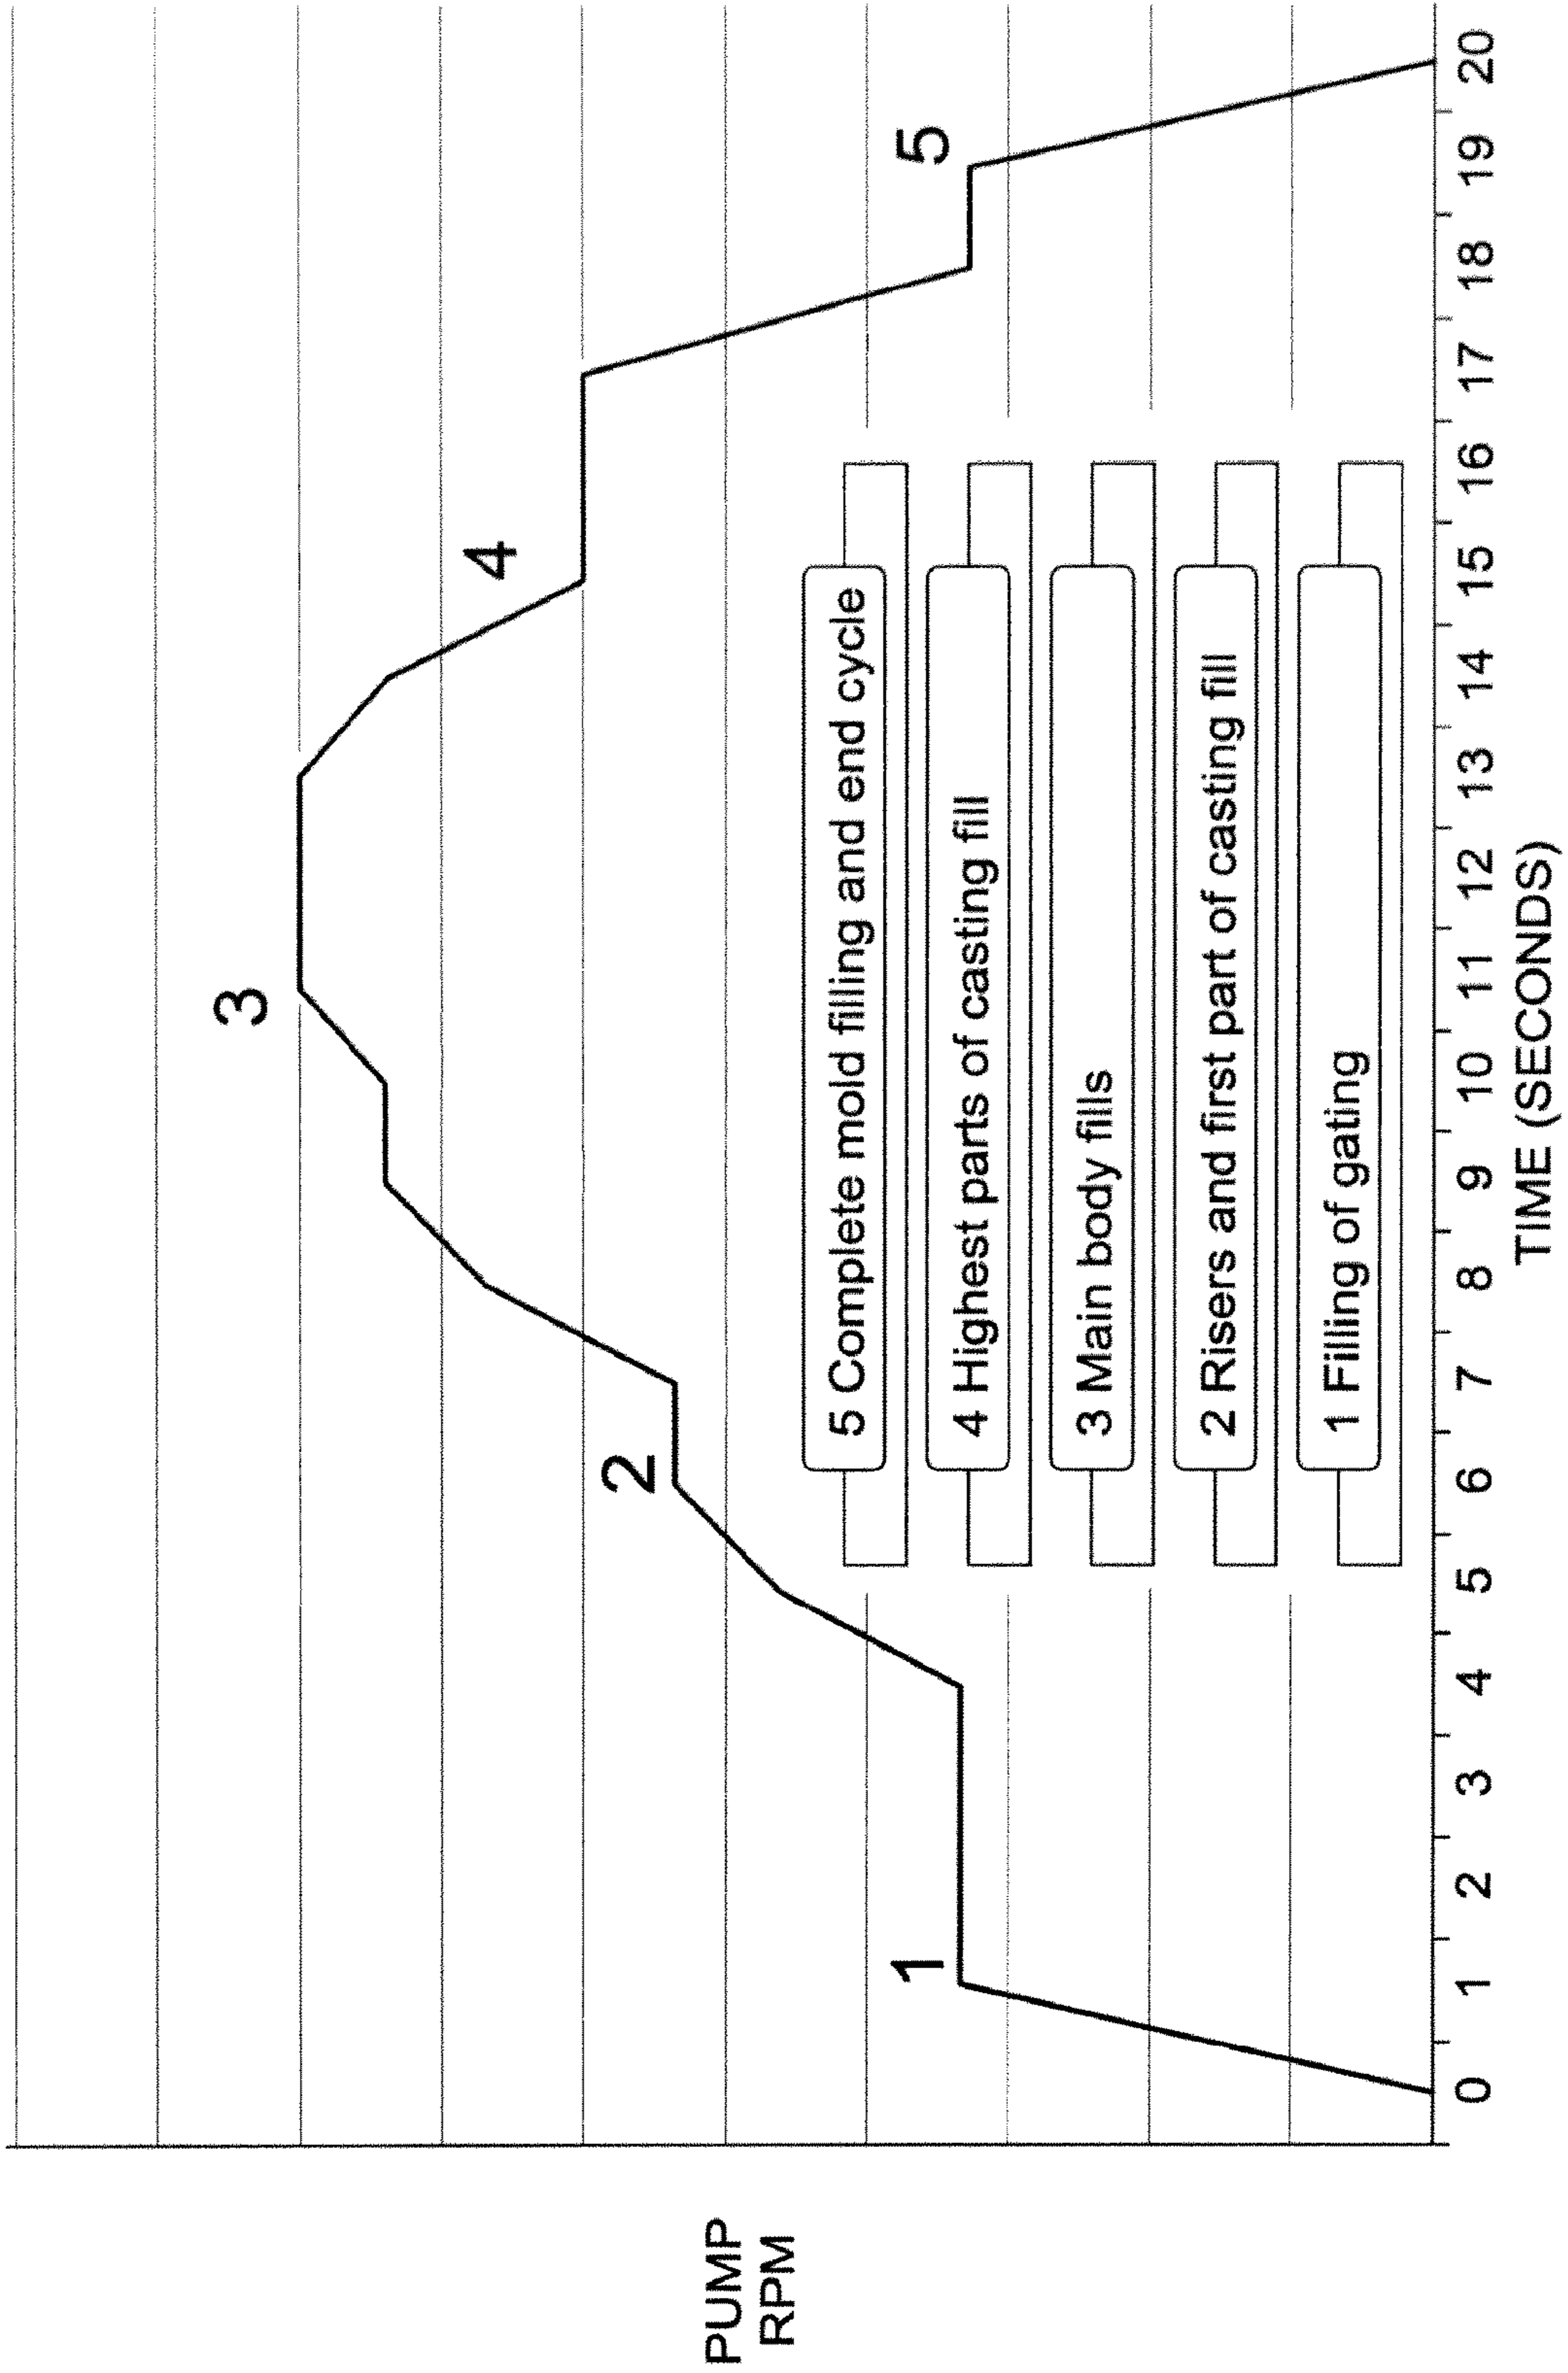 PUMP
RPM
1
2
3
4
5
5 Complete mold filling and end cycle
4 Highest parts of casting fill
3 Main body fills
2 Risers and first part of casting fill
1 Filling of gating
0 1 2 3 4 5 6 7 8 9 10 11 12 13 14 15 16 17 18 19 20
TIME (SECONDS)